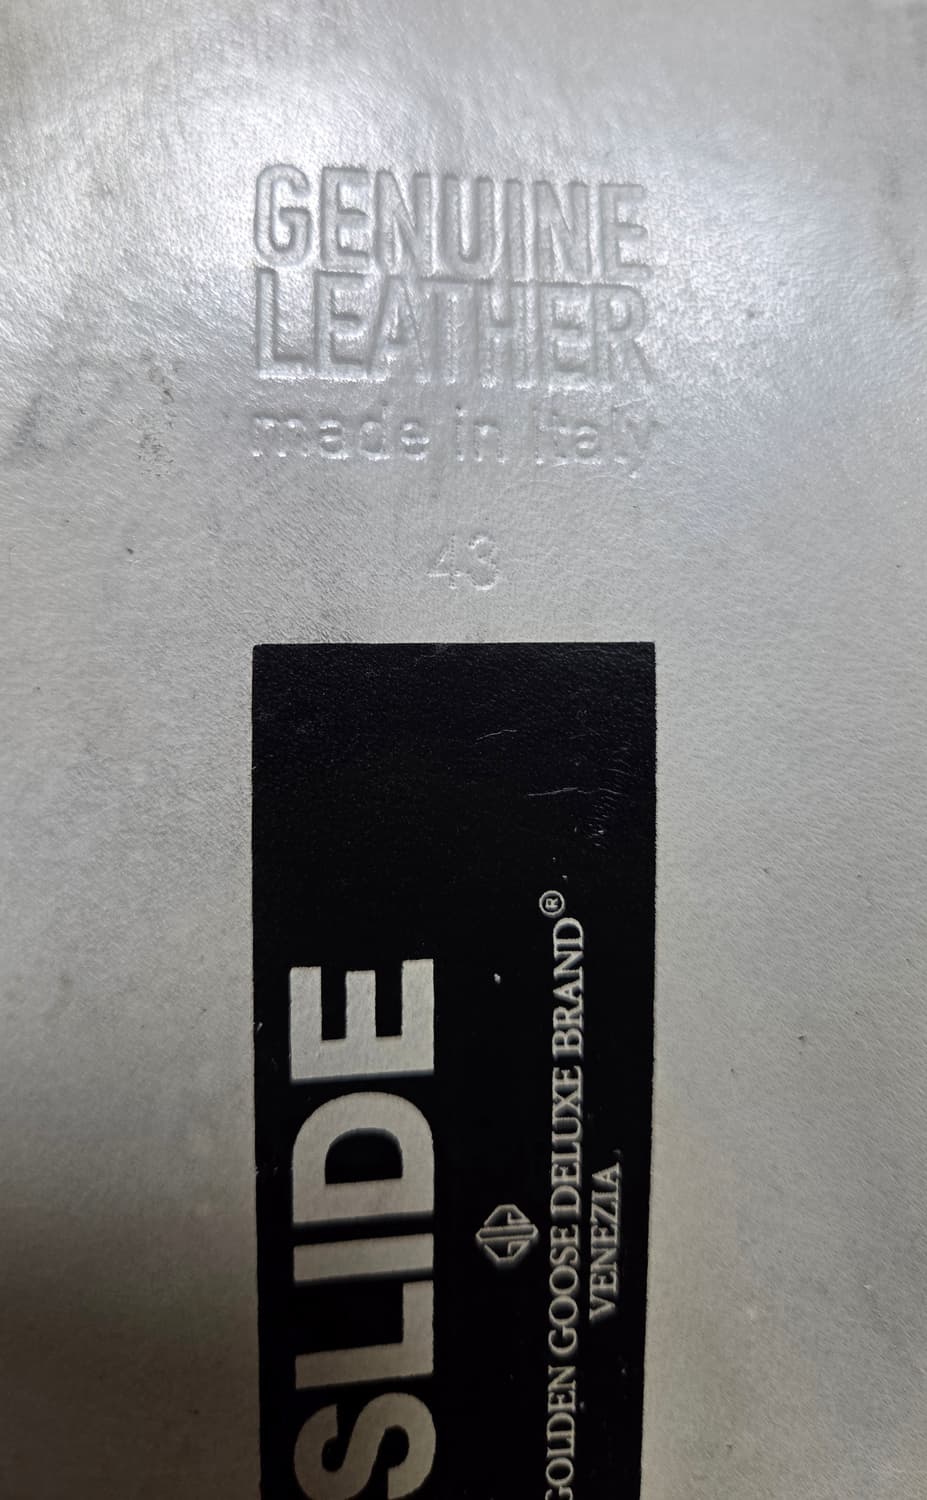 GENUINE
LEATHER
made in Italy
43
SLIDE
GOLDEN GOOSE DELUXE BRAND®
VENEZIA